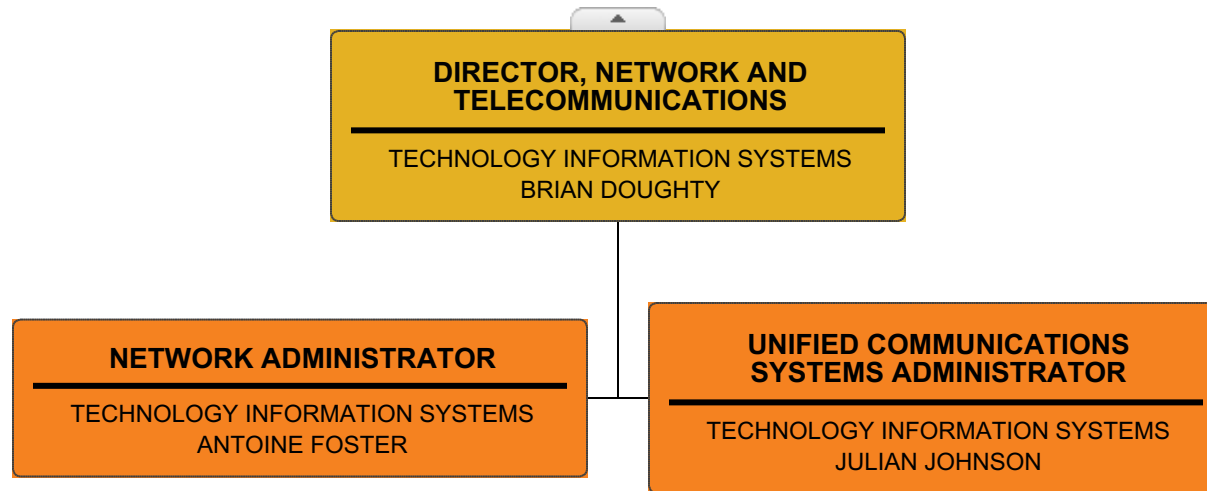 DIRECTOR, NETWORK AND
TELECOMMUNICATIONS
TECHNOLOGY INFORMATION SYSTEMS
BRIAN DOUGHTY
NETWORK ADMINISTRATOR
TECHNOLOGY INFORMATION SYSTEMS
ANTOINE FOSTER
UNIFIED COMMUNICATIONS
SYSTEMS ADMINISTRATOR
TECHNOLOGY INFORMATION SYSTEMS
JULIAN JOHNSON